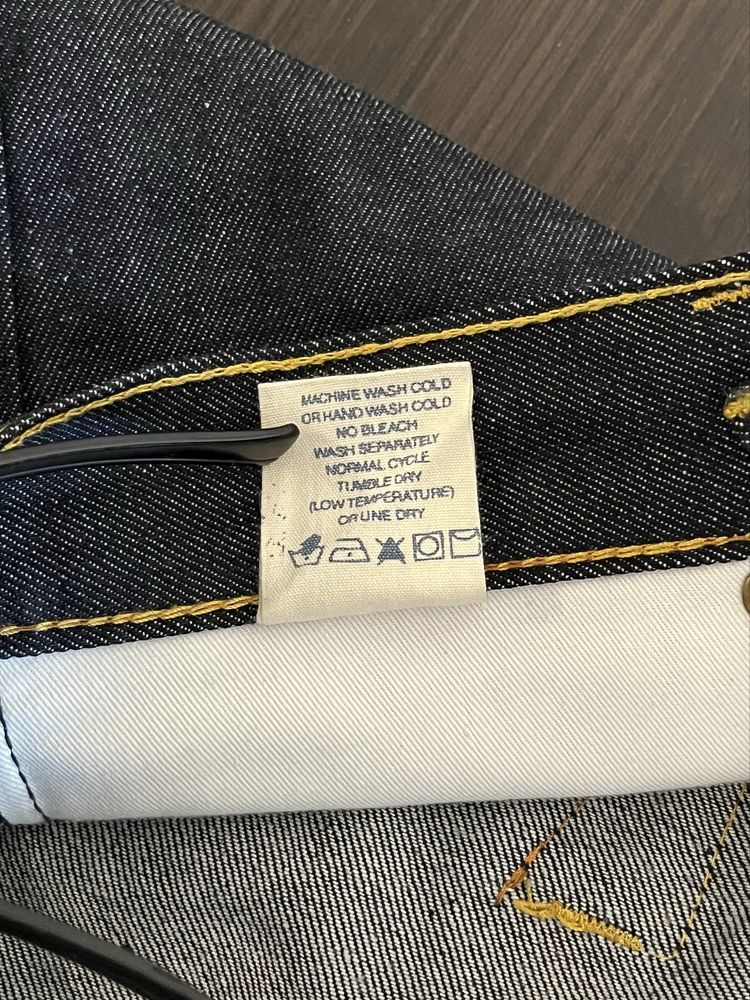 MACHINE WASH COLD
OR HAND WASH COLD
NO BLEACH
WASH SEPARATELY
NORMAL CYCLE
TUMBLE DRY
(LOW TEMPERATURE)
OR LINE DRY